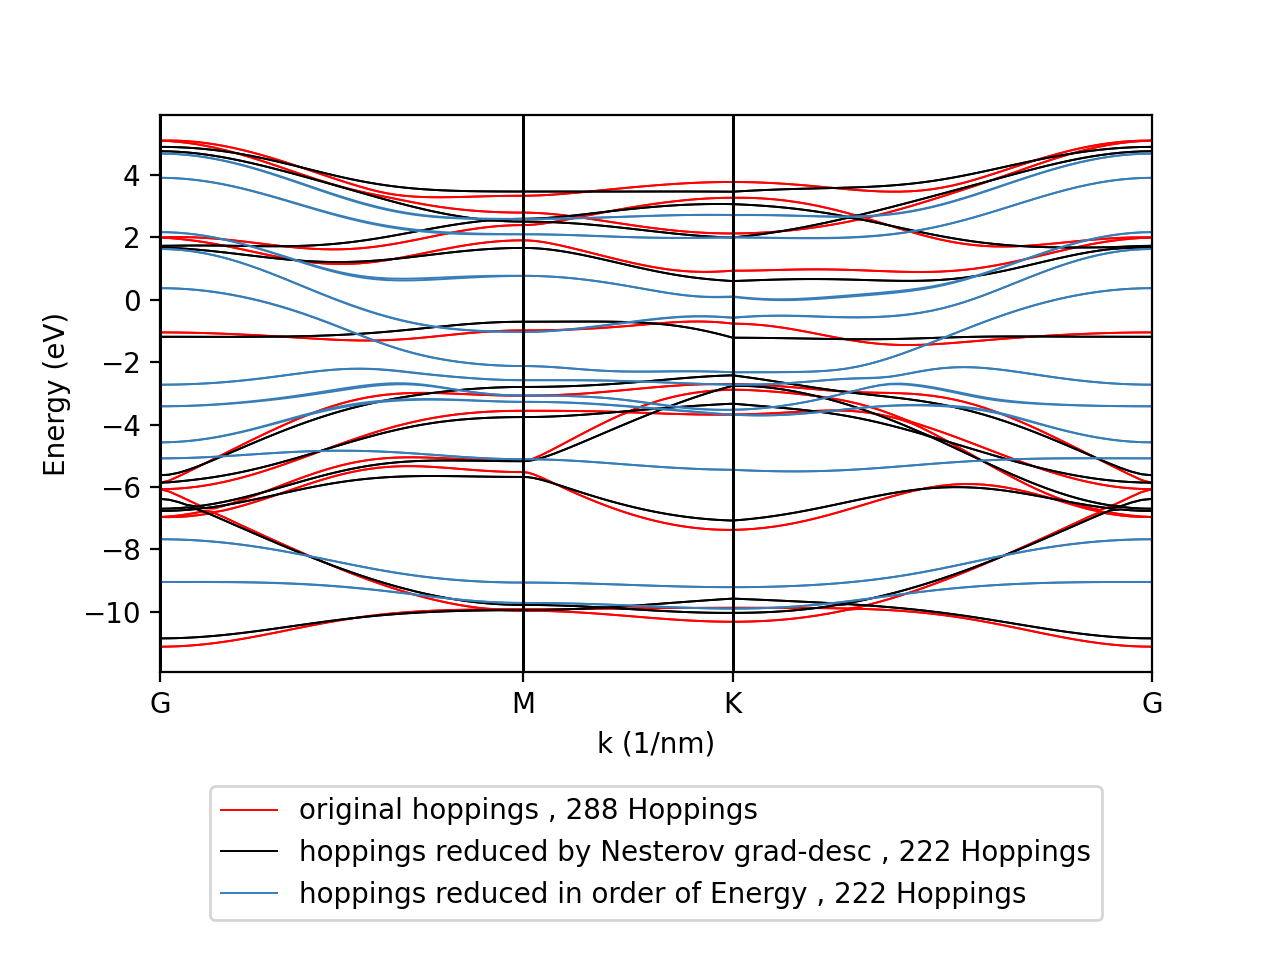 4
2
0
−2
−4
−6
−8
−10
Energy (eV)
G
M
K
G
k (1/nm)
original hoppings , 288 Hoppings
hoppings reduced by Nesterov grad-desc , 222 Hoppings
hoppings reduced in order of Energy , 222 Hoppings